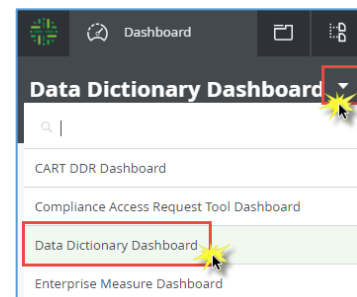 Dashboard
Data Dictionary Dashboard
CART DDR Dashboard
Compliance Access Request Tool Dashboard
Data Dictionary Dashboard
Enterprise Measure Dashboard